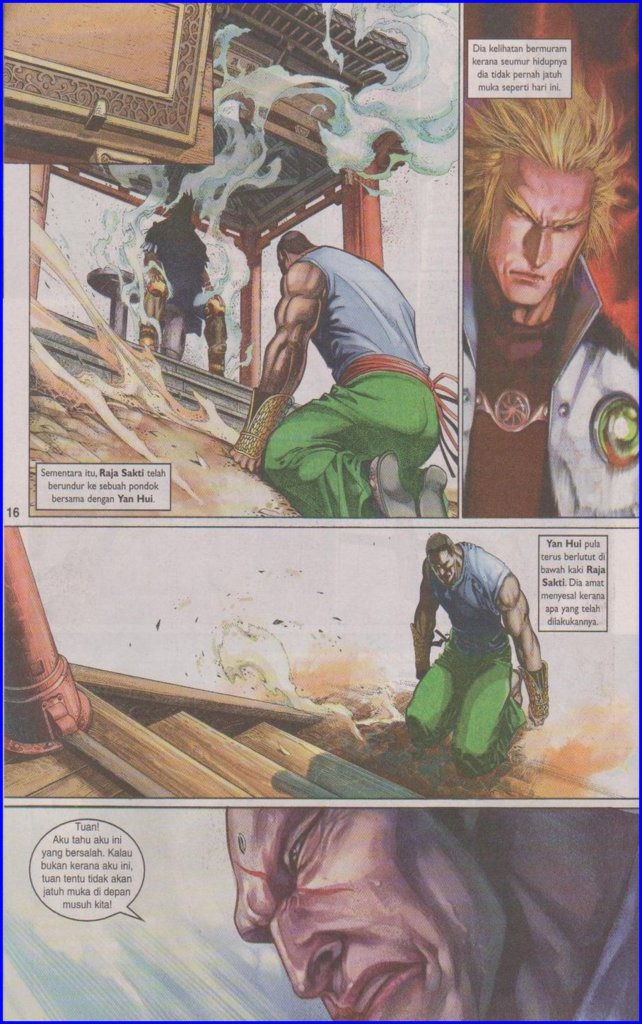 Sementara itu, Raja Sakti telah
berundur ke sebuah pondok
bersama dengan Yan Hui.
Dia kelihatan bermuram
kerana seumur hidupnya
dia tidak pernah jatuh
muka seperti hari ini.
16
Yan Hui pula
terus berlutut di
bawah kaki Raja
Sakti. Dia amat
menyesal kerana
apa yang telah
dilakukannya.
Tuan!
Aku tahu aku ini
yang bersalah. Kalau
bukan kerana aku ini,
tuan tentu tidak akan
jatuh muka di depan
musuh kita!